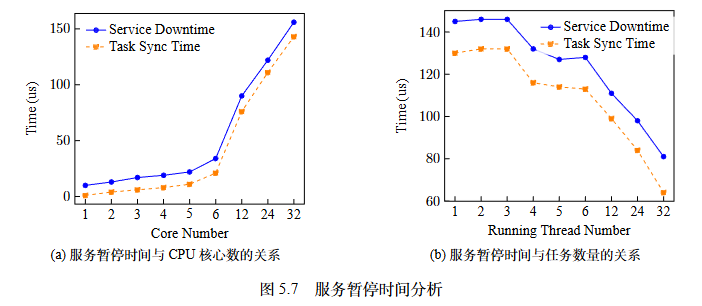 Service Downtime
Task Sync Time
150
100
50
0
Time (us)
1 2 3 4 5 6 12 24 32
Core Number
(a) 服务暂停时间与 CPU 核心数的关系
Service Downtime
Task Sync Time
140
120
100
80
60
Time (us)
1 2 3 4 5 6 12 24 32
Running Thread Number
(b) 服务暂停时间与任务数量的关系
图 5.7 服务暂停时间分析